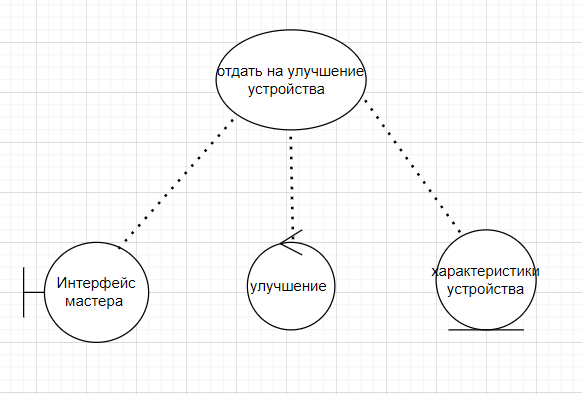 отдать на улучшение
устройства
Интерфейс
мастера
улучшение
характеристики
устройства